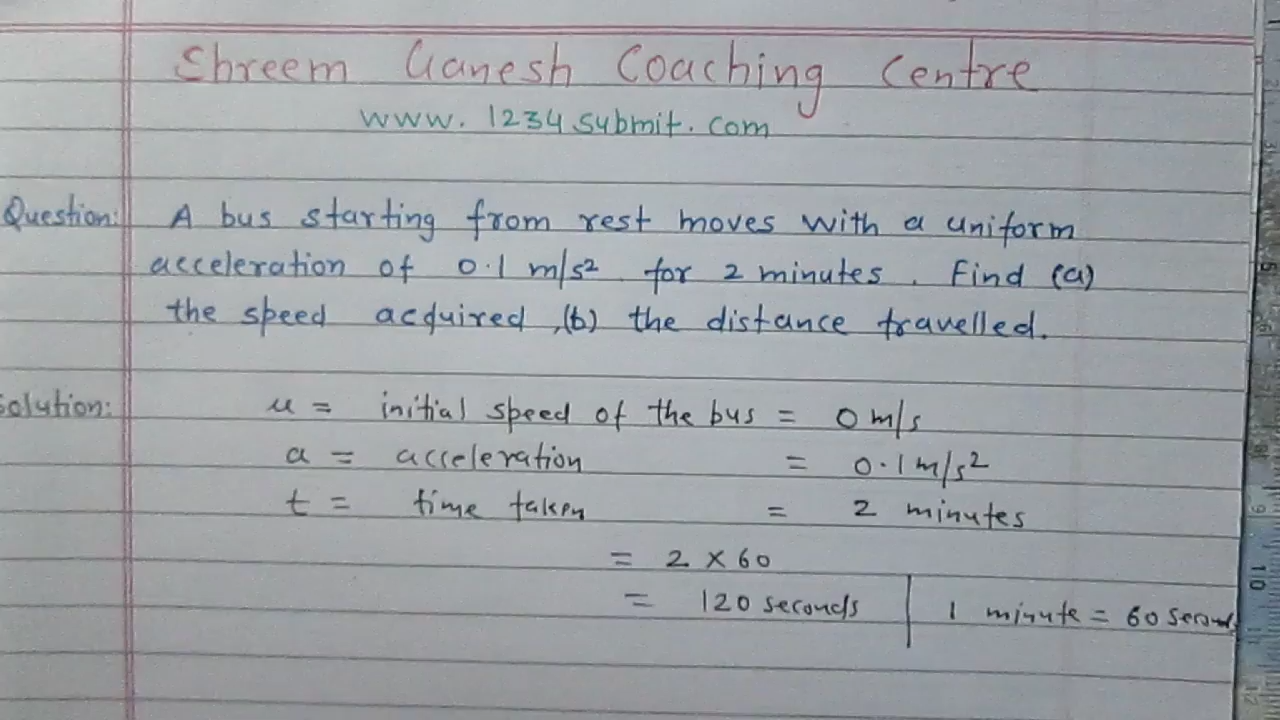 Shreem Ganesh Coaching Centre
www. 1234submit.com
Question: A bus starting from rest moves with a uniform
acceleration of 0.1 m/s² for 2 minutes. Find (a)
the speed acquired, (b) the distance travelled.
Solution: u = initial speed of the bus = 0 m/s
a = acceleration = 0.1 m/s²
t = time taken = 2 minutes
= 2 × 60
= 120 seconds | 1 minute = 60 seconds